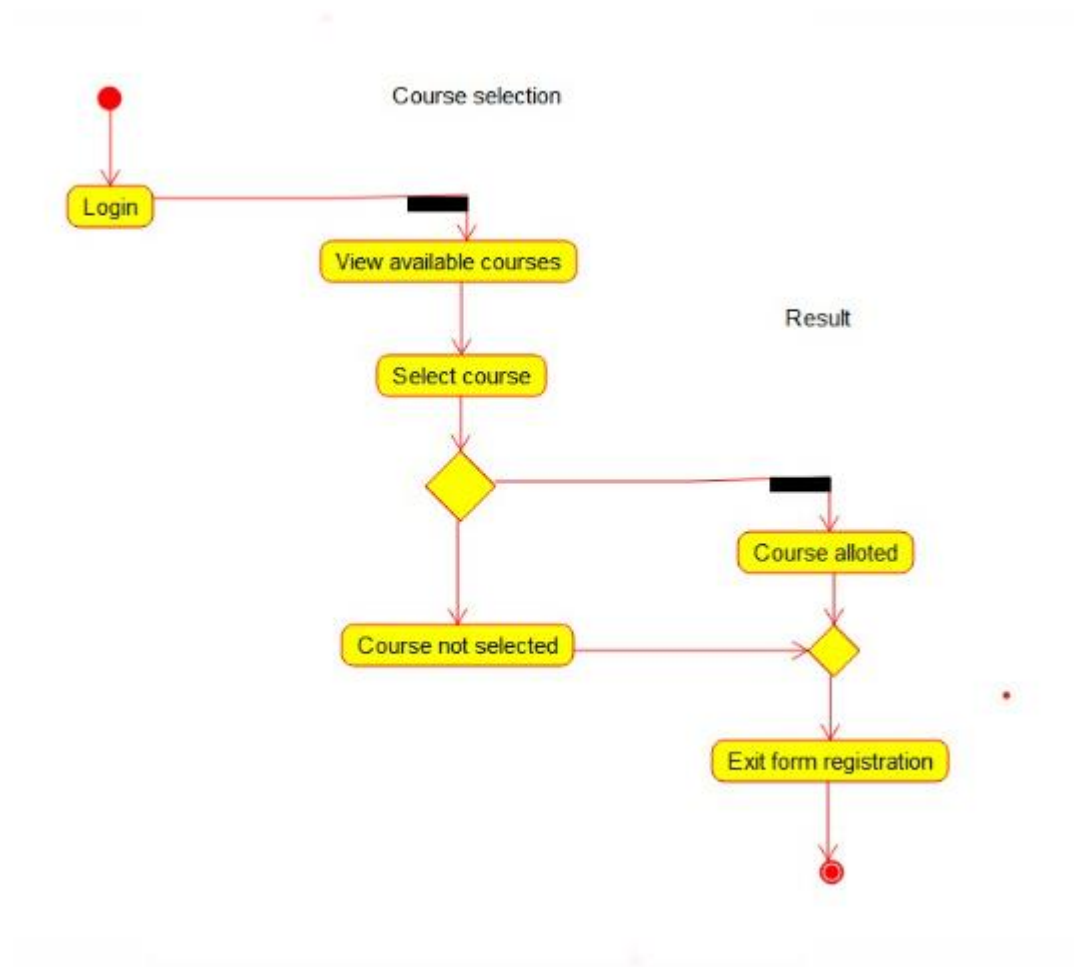 Course selection
Login
View available courses
Result
Select course
Course alloted
Course not selected
Exit form registration